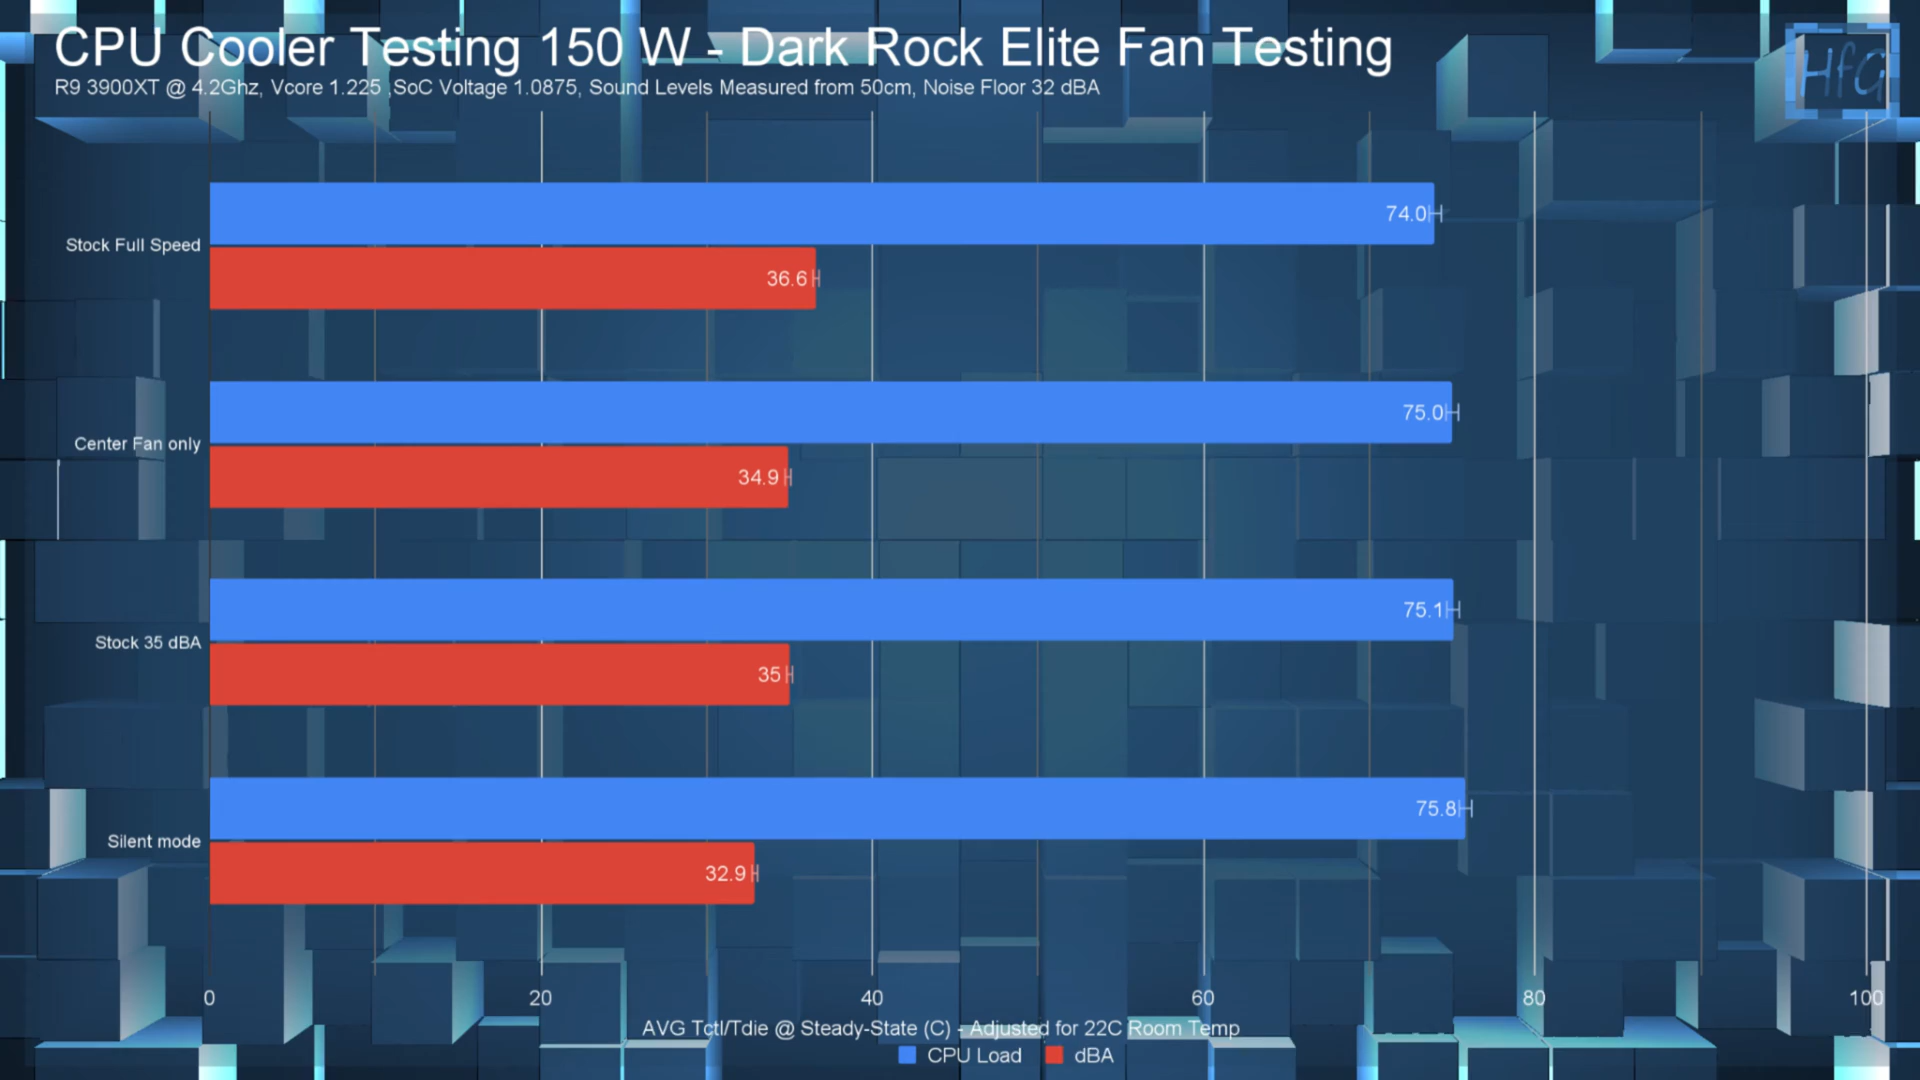 CPU Cooler Testing 150 W - Dark Rock Elite Fan Testing
R9 3900XT @ 4.2Ghz, Vcore 1.225 ,SoC Voltage 1.0875, Sound Levels Measured from 50cm, Noise Floor 32 dBA
HfG
Stock Full Speed
74.0
36.6
Center Fan only
75.0
34.9
Stock 35 dBA
75.1
35
Silent mode
75.8
32.9
0 20 40 60 80 100
AVG Tctl/Tdie @ Steady-State (C) - Adjusted for 22C Room Temp
CPU Load dBA